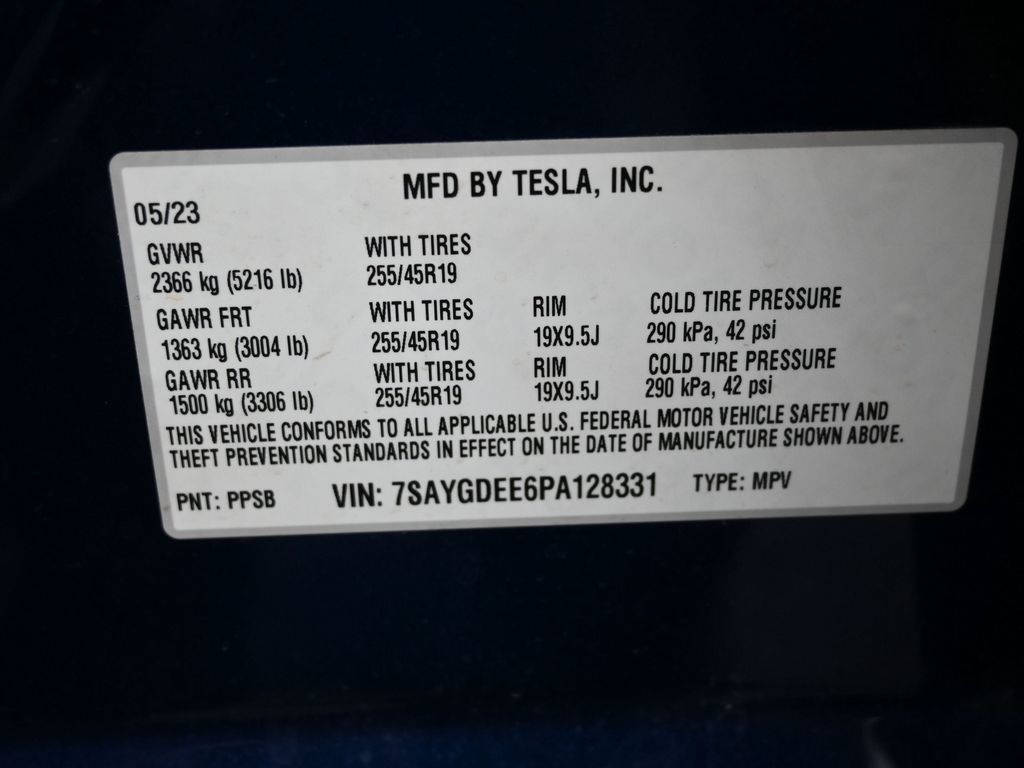 MFD BY TESLA, INC.
05/23
GVWR WITH TIRES
2366 kg (5216 lb) 255/45R19
GAWR FRT WITH TIRES RIM COLD TIRE PRESSURE
1363 kg (3004 lb) 255/45R19 19X9.5J 290 kPa, 42 psi
GAWR RR WITH TIRES RIM COLD TIRE PRESSURE
1500 kg (3306 lb) 255/45R19 19X9.5J 290 kPa, 42 psi
THIS VEHICLE CONFORMS TO ALL APPLICABLE U.S. FEDERAL MOTOR VEHICLE SAFETY AND
THEFT PREVENTION STANDARDS IN EFFECT ON THE DATE OF MANUFACTURE SHOWN ABOVE.
PNT: PPSB VIN: 7SAYGDEE6PA128331 TYPE: MPV